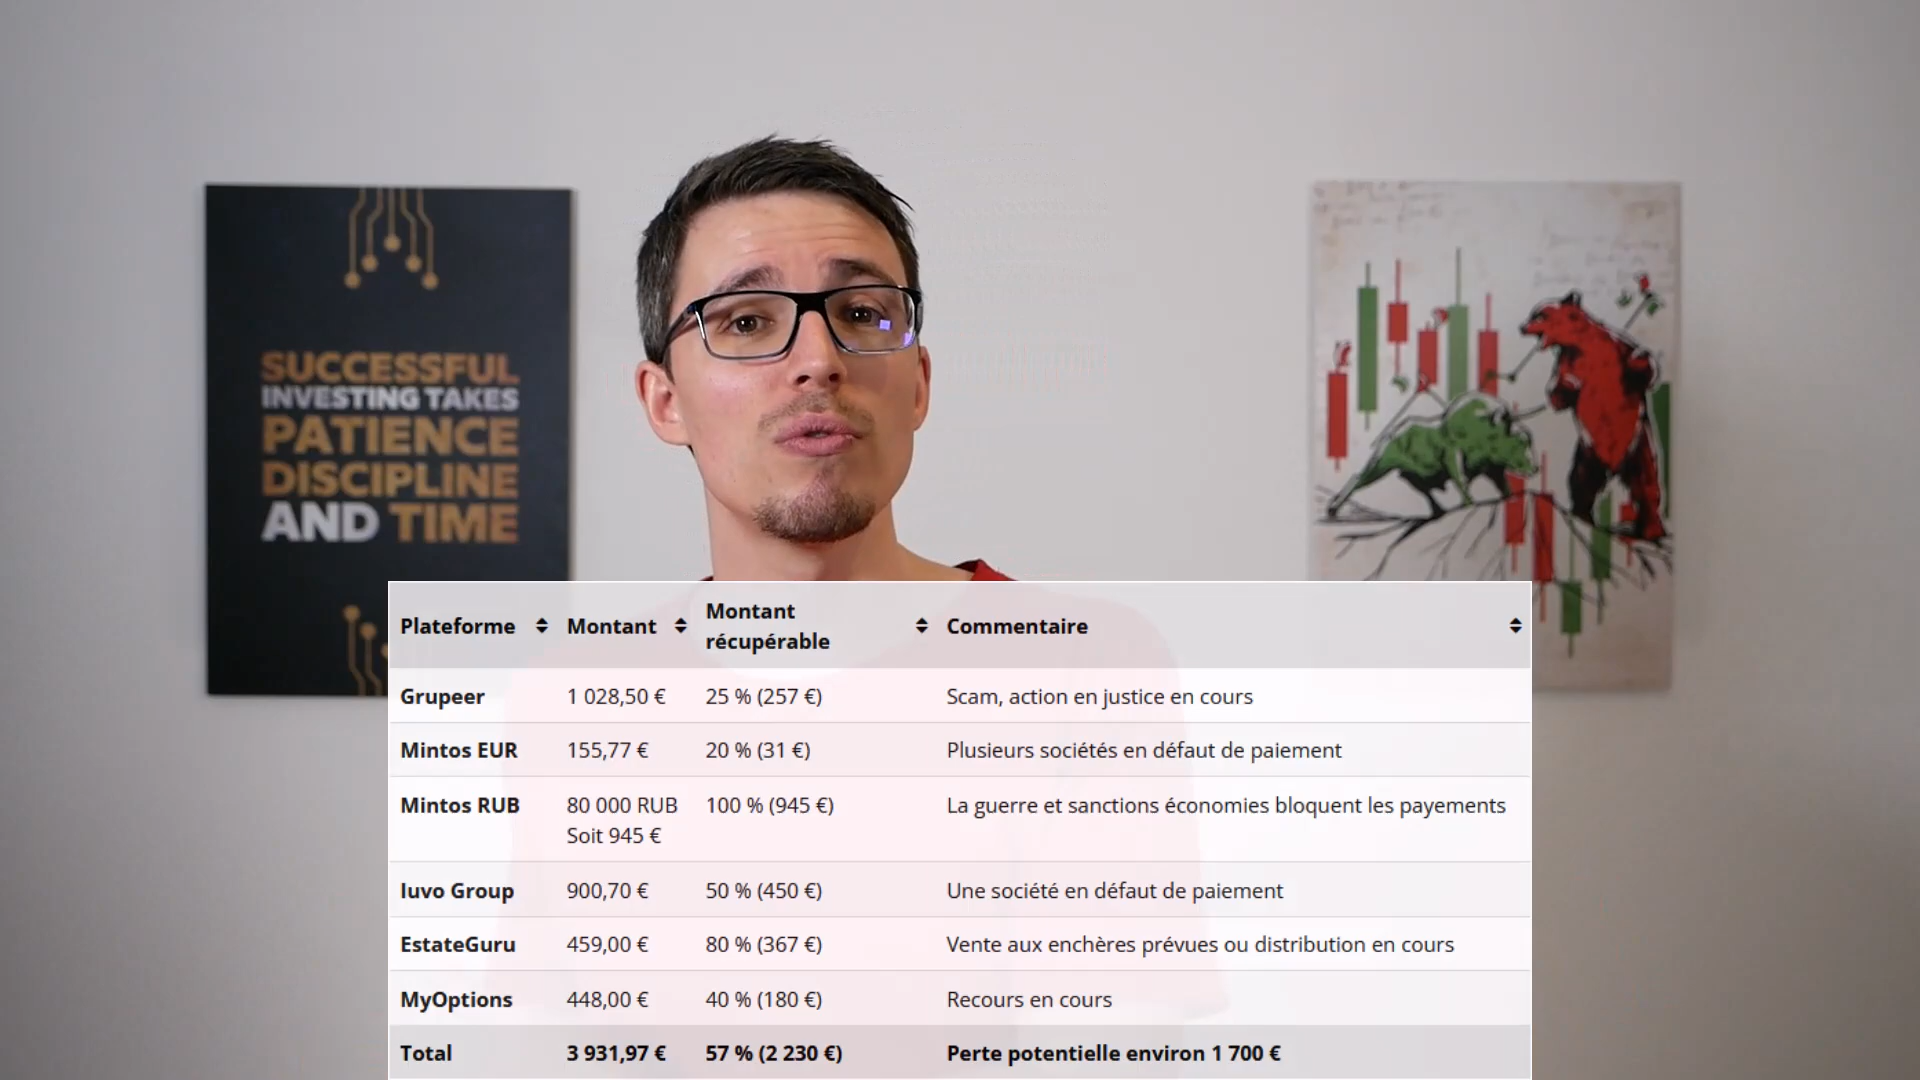 SUCCESSFUL
INVESTING TAKES
PATIENCE
DISCIPLINE
AND TIME
Plateforme Montant Montant récupérable Commentaire
Grupeer 1 028,50 € 25 % (257 €) Scam, action en justice en cours
Mintos EUR 155,77 € 20 % (31 €) Plusieurs sociétés en défaut de paiement
Mintos RUB 80 000 RUB 100 % (945 €) La guerre et sanctions économies bloquent les payements
Soit 945 €
Iuvo Group 900,70 € 50 % (450 €) Une société en défaut de paiement
EstateGuru 459,00 € 80 % (367 €) Vente aux enchères prévues ou distribution en cours
MyOptions 448,00 € 40 % (180 €) Recours en cours
Total 3 931,97 € 57 % (2 230 €) Perte potentielle environ 1 700 €